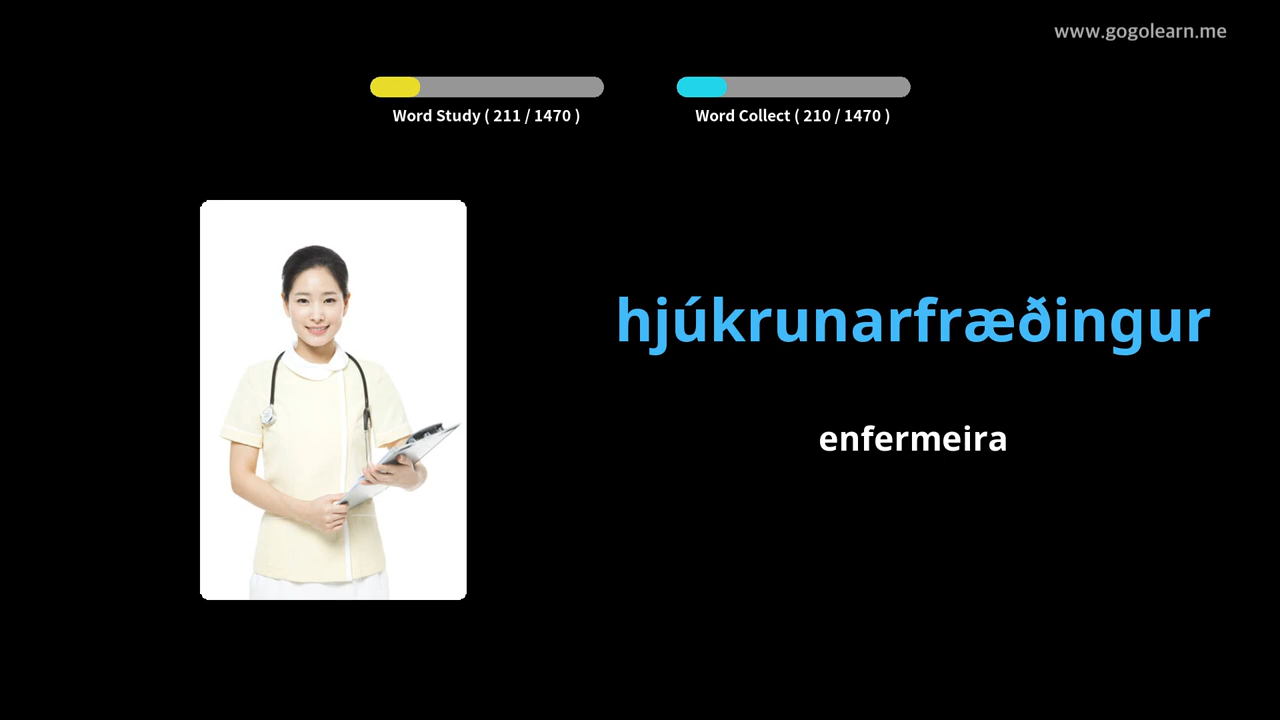 www.gogolearn.me
Word Study ( 211 / 1470 )
Word Collect ( 210 / 1470 )
hjúkrunarfræðingur
enfermeira